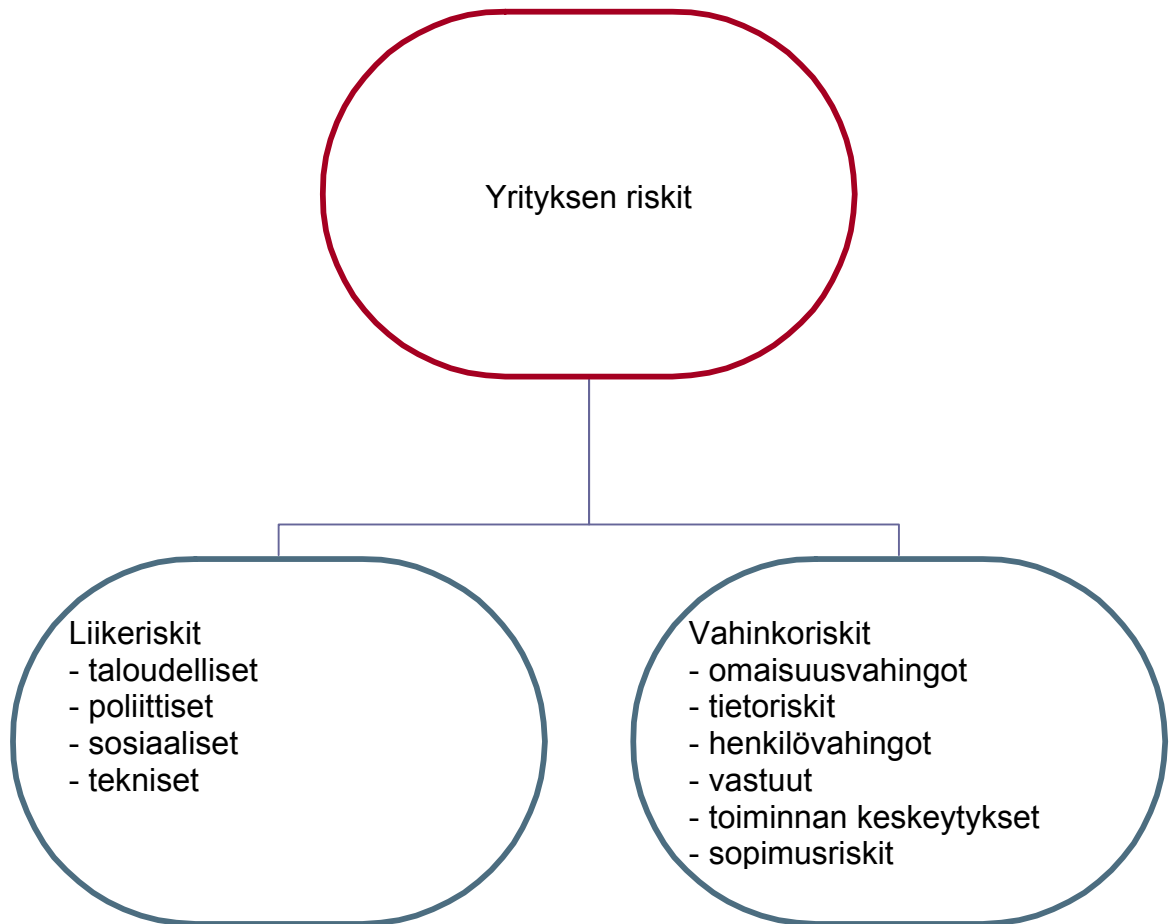 Yrityksen riskit
Liikeriskit
- taloudelliset
- poliittiset
- sosiaaliset
- tekniset
Vahinkoriskit
- omaisuusvahingot
- tietoriskit
- henkilövahingot
- vastuut
- toiminnan keskeytykset
- sopimusriskit